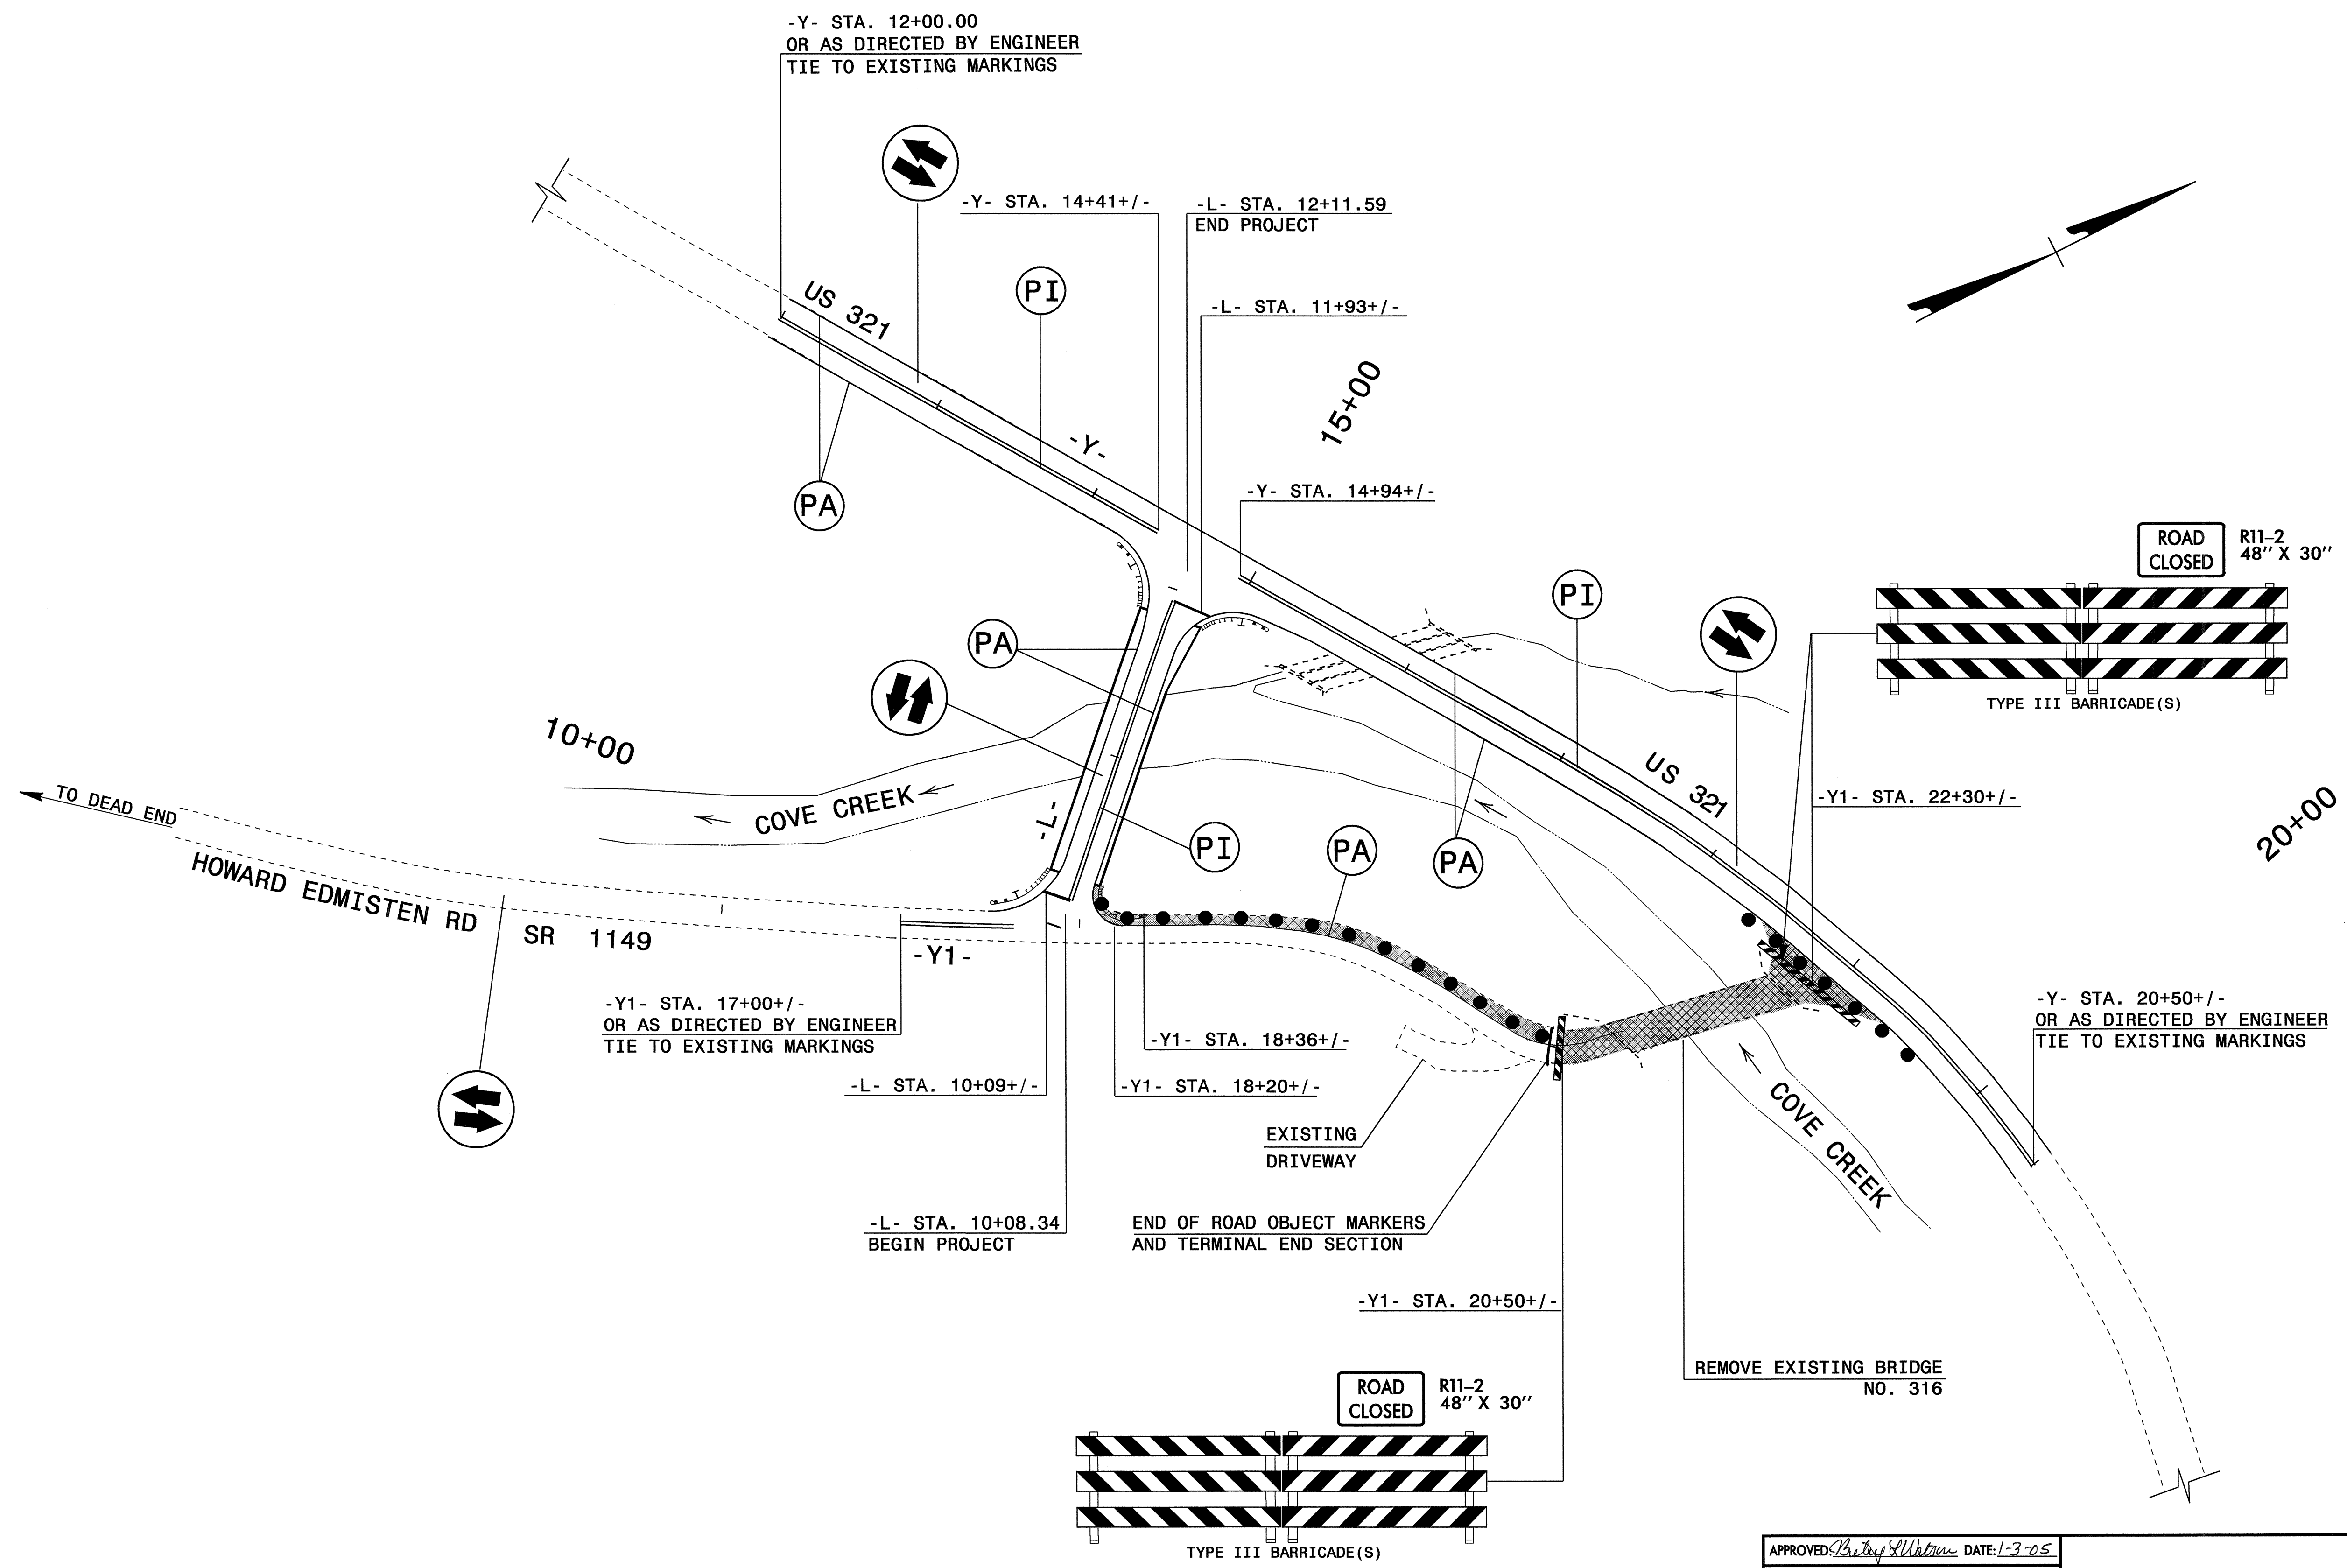 -Y- STA. 12+00.00
OR AS DIRECTED BY ENGINEER
TIE TO EXISTING MARKINGS
-Y- STA. 14+41+/-
-L- STA. 12+11.59
END PROJECT
US 321
PI
-L- STA. 11+93+/-
15+00
-Y-
PA
-Y- STA. 14+94+/-
ROAD
CLOSED
R11-2
48" X 30"
PI
TYPE III BARRICADE(S)
PA
10+00
US 321
-Y1- STA. 22+30+/-
20+00
TO DEAD END
COVE CREEK
-L-
PI
PA
PA
HOWARD EDMISTEN RD
SR 1149
-Y1-
-Y1- STA. 17+00+/-
OR AS DIRECTED BY ENGINEER
TIE TO EXISTING MARKINGS
-Y- STA. 20+50+/-
OR AS DIRECTED BY ENGINEER
TIE TO EXISTING MARKINGS
-Y1- STA. 18+36+/-
-L- STA. 10+09+/-
-Y1- STA. 18+20+/-
COVE CREEK
EXISTING
DRIVEWAY
-L- STA. 10+08.34
BEGIN PROJECT
END OF ROAD OBJECT MARKERS
AND TERMINAL END SECTION
-Y1- STA. 20+50+/-
REMOVE EXISTING BRIDGE
NO. 316
ROAD
CLOSED
R11-2
48" X 30"
TYPE III BARRICADE(S)
APPROVED: Betsy L Watson DATE: 1-3-05